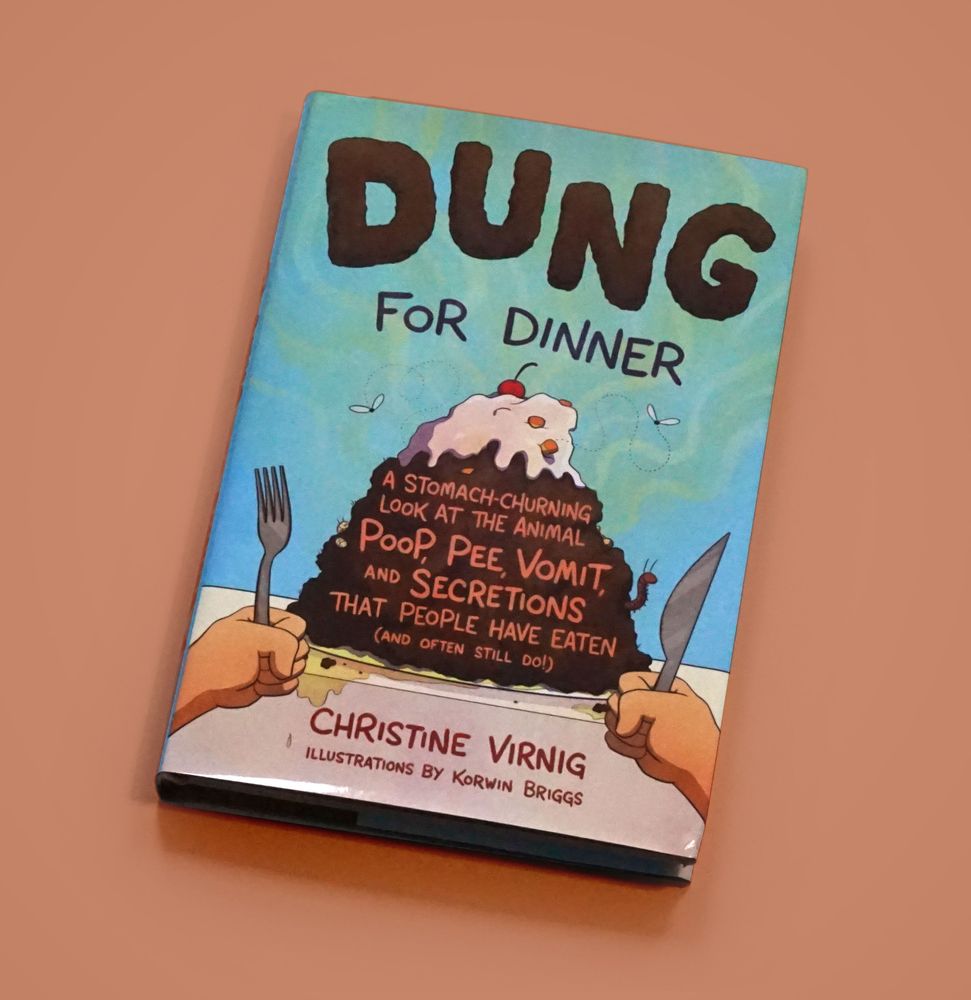 DUNG
FOR DINNER
A STOMACH-CHURNING
LOOK AT THE ANIMAL
POOP, PEE, VOMIT,
AND SECRETIONS
THAT PEOPLE HAVE EATEN
(AND OFTEN STILL DO!)
CHRISTINE VIRNIG
ILLUSTRATIONS BY KORWIN BRIGGS